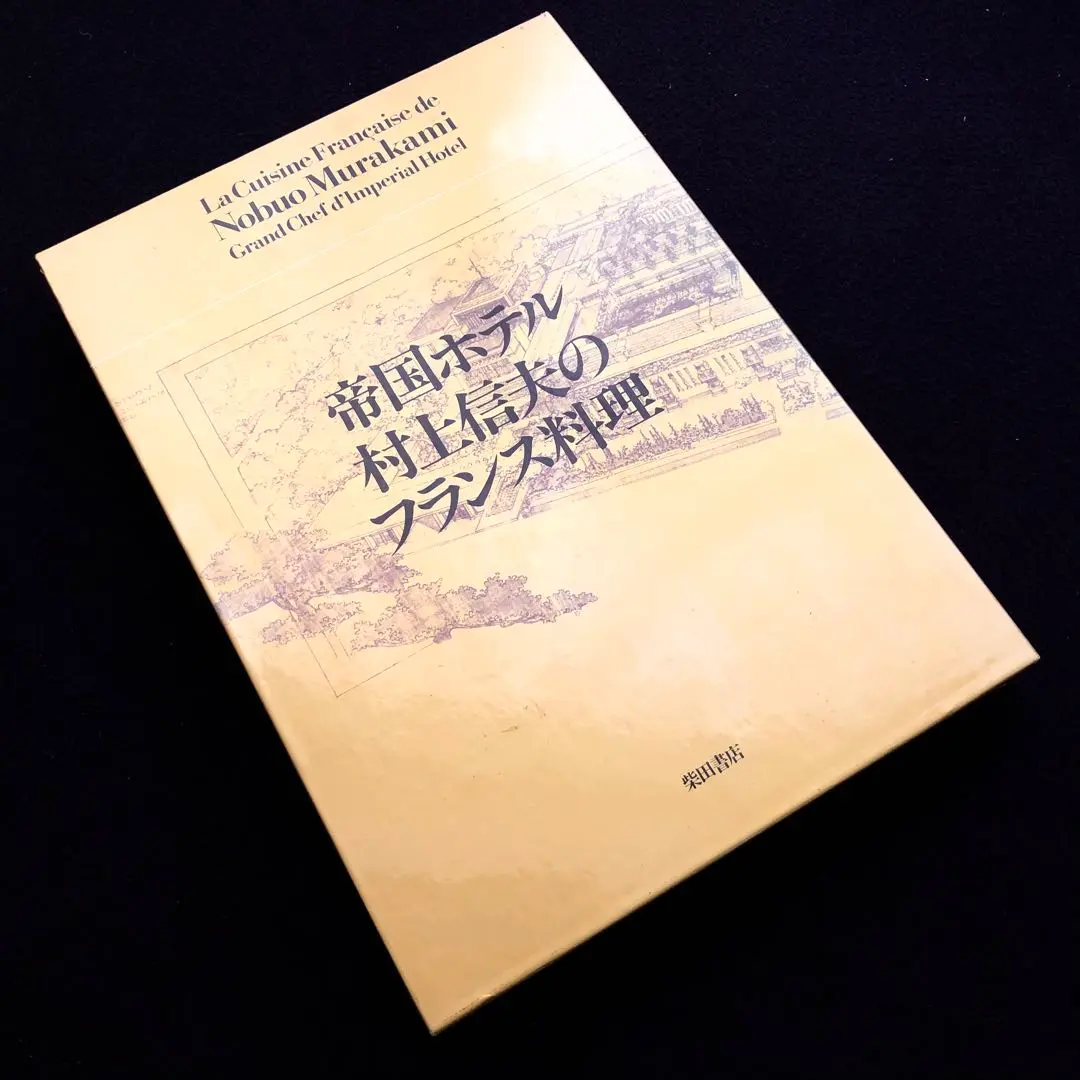 La Cuisine Française de
Nobuo Murakami
Grand Chef d'Imperial Hotel
帝国ホテル
村上信夫の
フランス料理
柴田書店